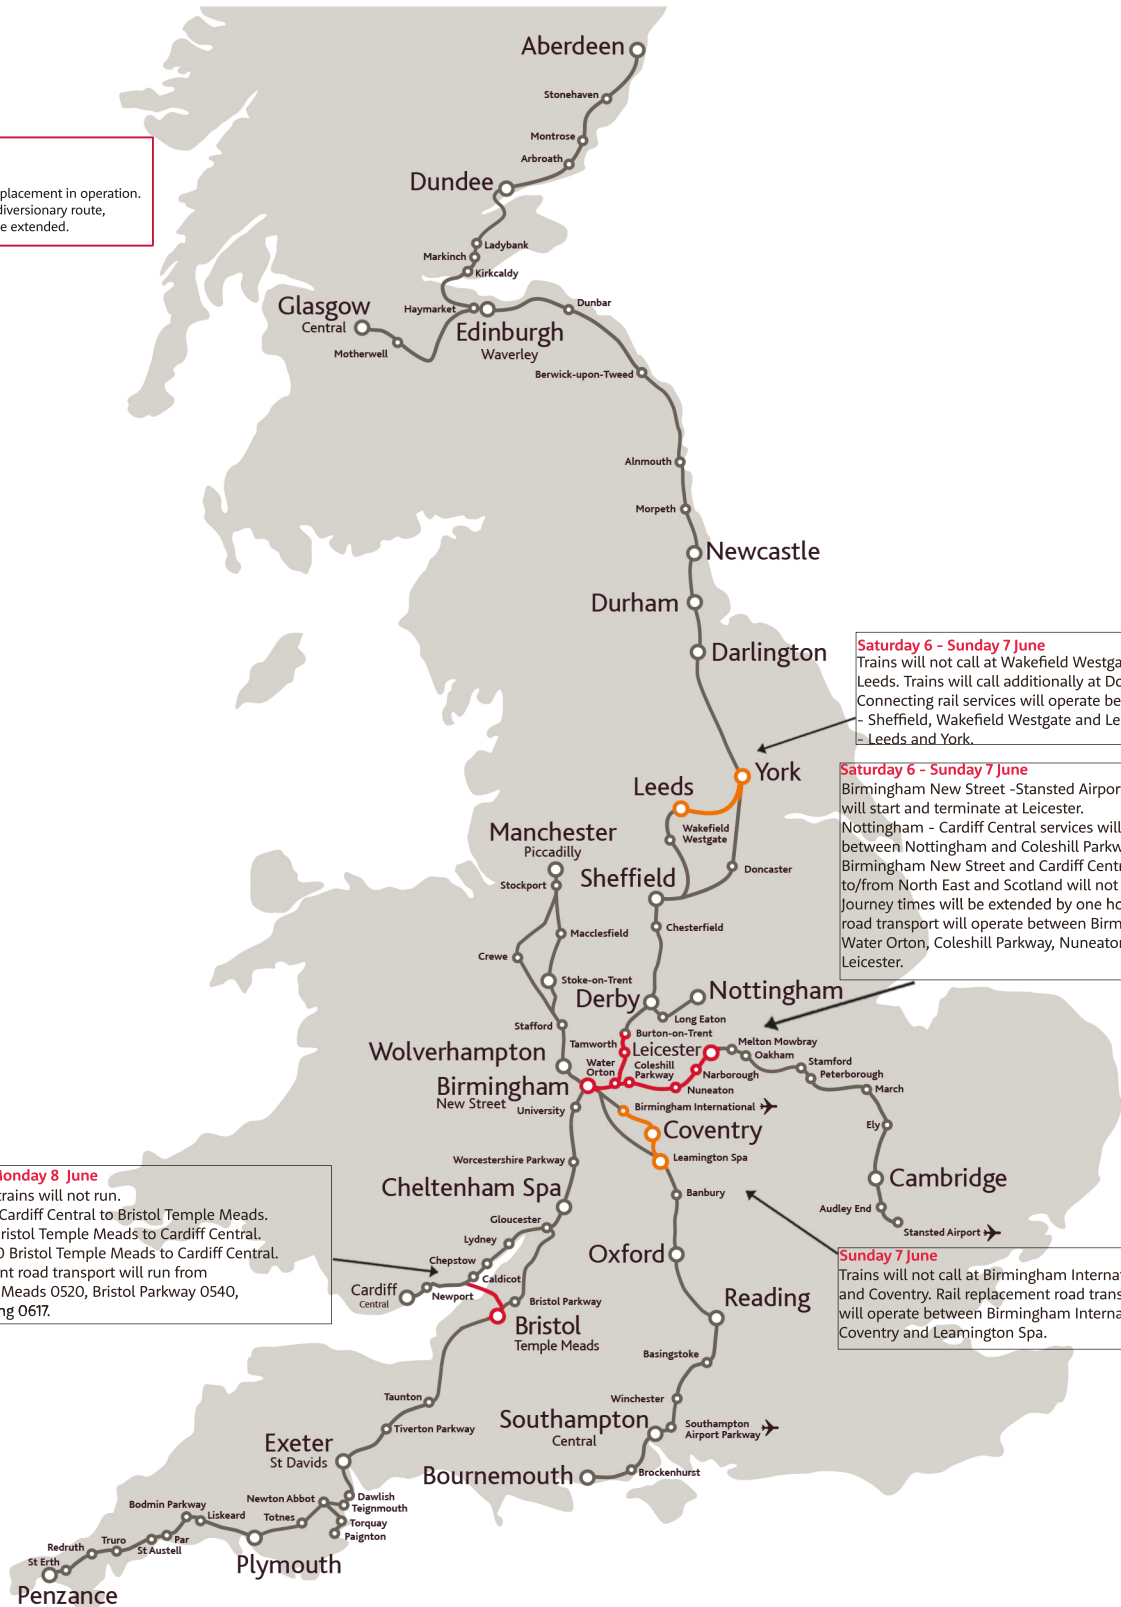 Aberdeen
Stonehaven
Montrose
Arbroath
placement in operation.
diversionary route,
e extended.
Dundee
Ladybank
Markinch
Kirkcaldy
Glasgow
Central
Haymarket
Dunbar
Edinburgh
Waverley
Motherwell
Berwick-upon-Tweed
Alnmouth
Morpeth
Newcastle
Durham
Darlington
Saturday 6 - Sunday 7 June
Trains will not call at Wakefield Westga
Leeds. Trains will call additionally at Do
Connecting rail services will operate be
- Sheffield, Wakefield Westgate and Le
- Leeds and York.
York
Leeds
Wakefield
Westgate
Doncaster
Saturday 6 - Sunday 7 June
Birmingham New Street -Stansted Airpor
will start and terminate at Leicester.
Nottingham - Cardiff Central services will
between Nottingham and Coleshill Parkw
Birmingham New Street and Cardiff Centr
to/from North East and Scotland will not
Journey times will be extended by one ho
road transport will operate between Birm
Water Orton, Coleshill Parkway, Nuneaton
Leicester.
Manchester
Piccadilly
Stockport
Sheffield
Macclesfield
Chesterfield
Crewe
Stoke-on-Trent
Derby
Nottingham
Long Eaton
Stafford
Burton-on-Trent
Tamworth
Leicester
Melton Mowbray
Oakham
Stamford
Peterborough
March
Wolverhampton
Water
Orton
Coleshill
Parkway
Narborough
Nuneaton
Birmingham
New Street
University
Birmingham International
Coventry
Ely
Leamington Spa
Worcestershire Parkway
Cheltenham Spa
Banbury
Cambridge
Audley End
Stansted Airport
onday 8 June
trains will not run.
Cardiff Central to Bristol Temple Meads.
ristol Temple Meads to Cardiff Central.
0 Bristol Temple Meads to Cardiff Central.
nt road transport will run from
Meads 0520, Bristol Parkway 0540,
ng 0617.
Gloucester
Lydney
Chepstow
Caldicot
Cardiff
Central
Newport
Bristol Parkway
Bristol
Temple Meads
Oxford
Sunday 7 June
Trains will not call at Birmingham Interna
and Coventry. Rail replacement road trans
will operate between Birmingham Interna
Coventry and Leamington Spa.
Reading
Basingstoke
Winchester
Southampton
Central
Southampton
Airport Parkway
Bournemouth
Brockenhurst
Taunton
Tiverton Parkway
Exeter
St Davids
Newton Abbot
Dawlish
Teignmouth
Torquay
Paignton
Totnes
Bodmin Parkway
Liskeard
Plymouth
Par
St Austell
Truro
Redruth
St Erth
Penzance